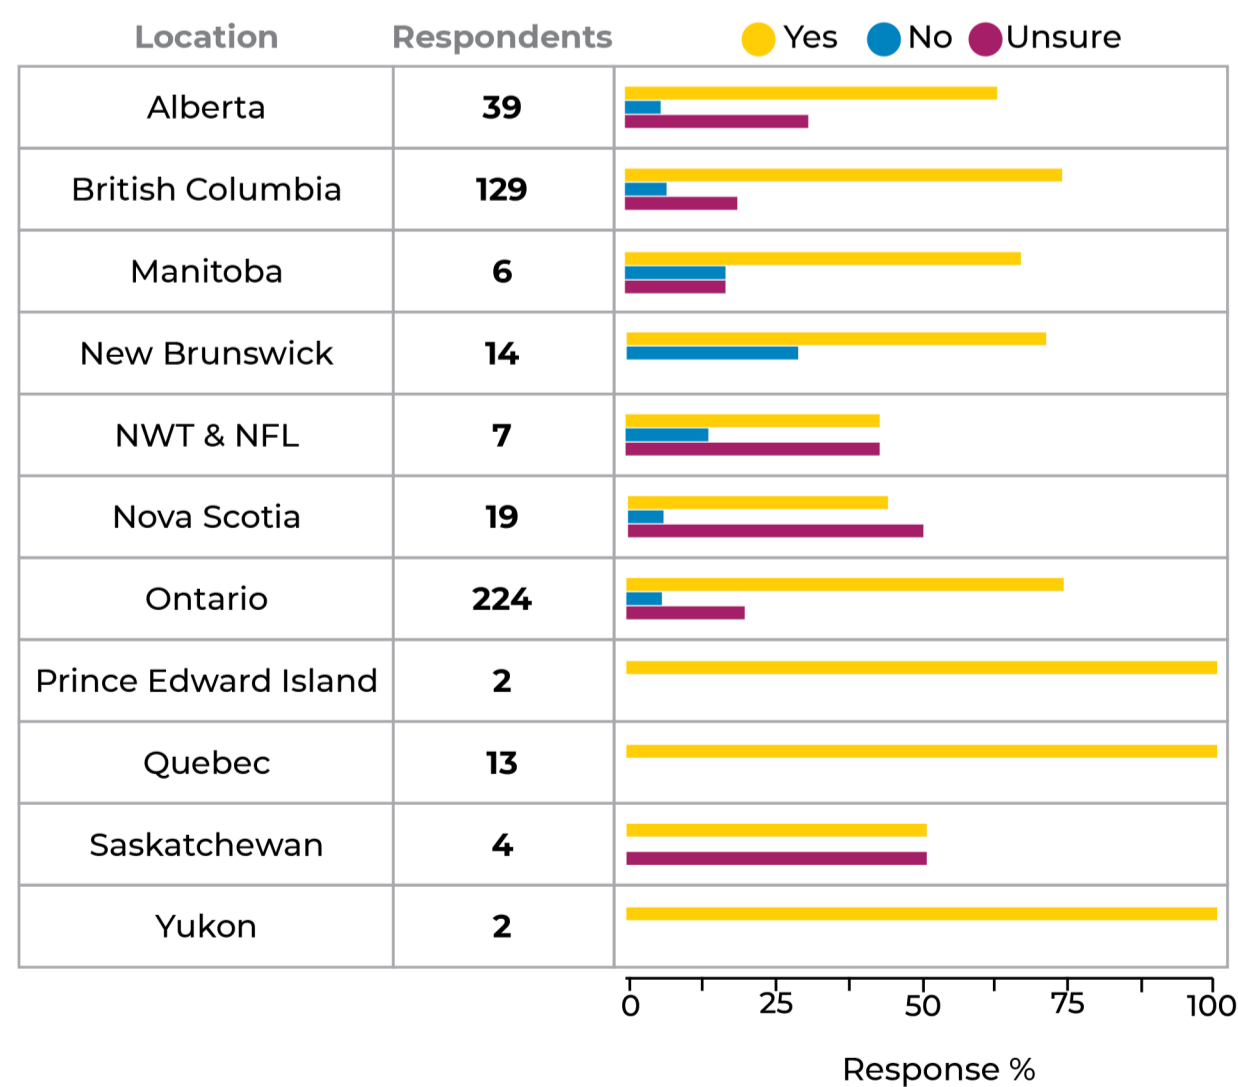 Location Respondents Yes No Unsure
Alberta 39
British Columbia 129
Manitoba 6
New Brunswick 14
NWT & NFL 7
Nova Scotia 19
Ontario 224
Prince Edward Island 2
Quebec 13
Saskatchewan 4
Yukon 2
0 25 50 75 100
Response %